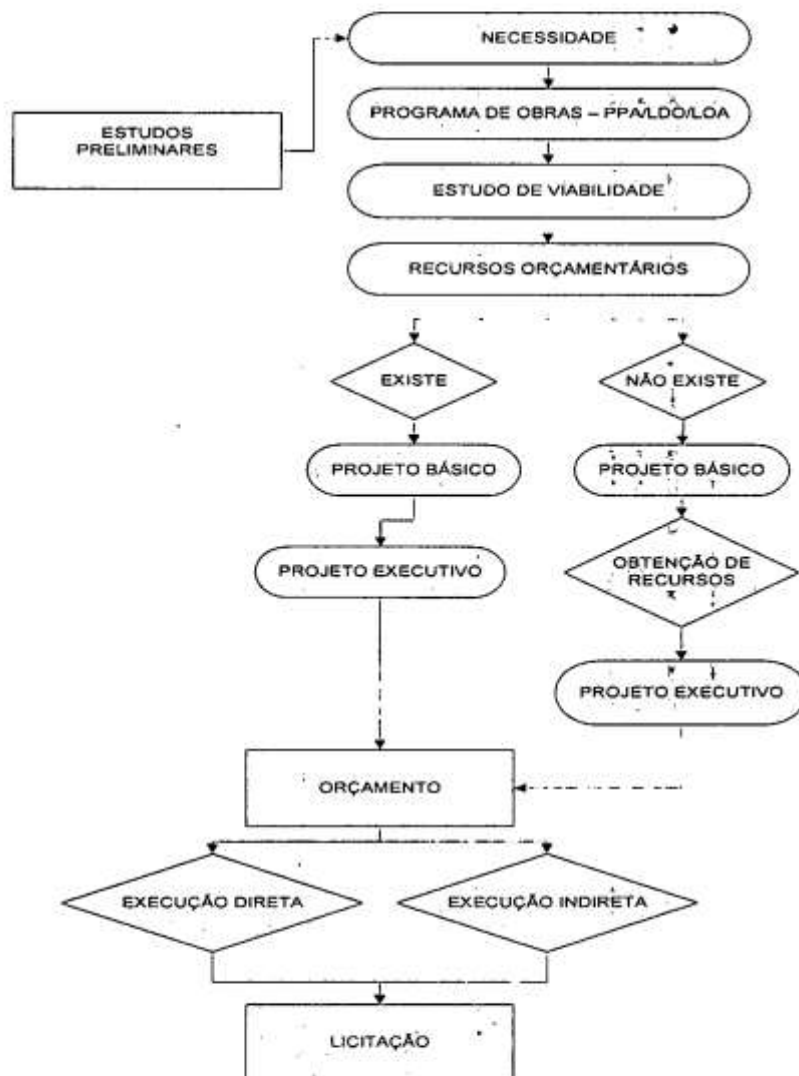 NECESSIDADE
PROGRAMA DE OBRAS – PPA/LDO/LOA
ESTUDOS
PRELIMINARES
ESTUDO DE VIABILIDADE
RECURSOS ORÇAMENTÁRIOS
EXISTE
NÃO EXISTE
PROJETO BÁSICO
PROJETO BÁSICO
OBTENÇÃO DE
RECURSOS
PROJETO EXECUTIVO
PROJETO EXECUTIVO
ORÇAMENTO
EXECUÇÃO DIRETA
EXECUÇÃO INDIRETA
LICITAÇÃO